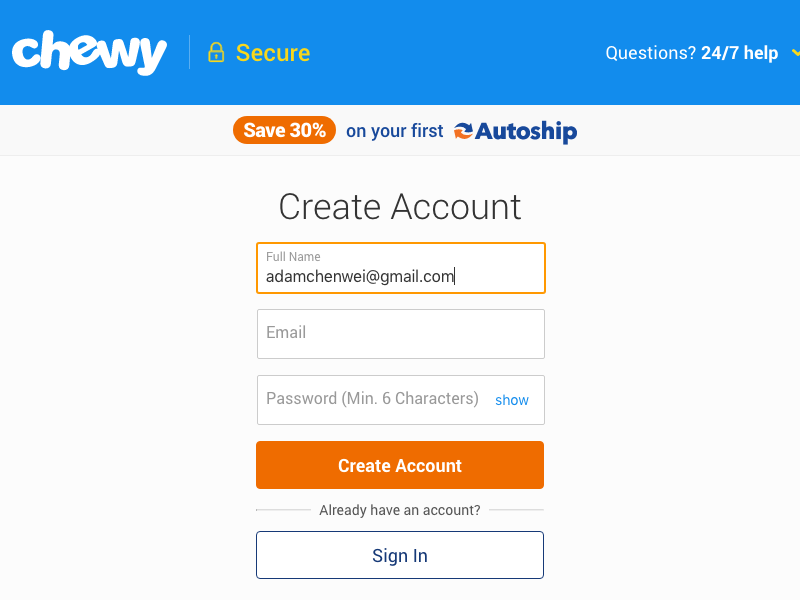 chewy Secure Questions? 24/7 help
Save 30% on your first Autoship
Create Account
Full Name
adamchenwei@gmail.com
Email
Password (Min. 6 Characters) show
Create Account
Already have an account?
Sign In